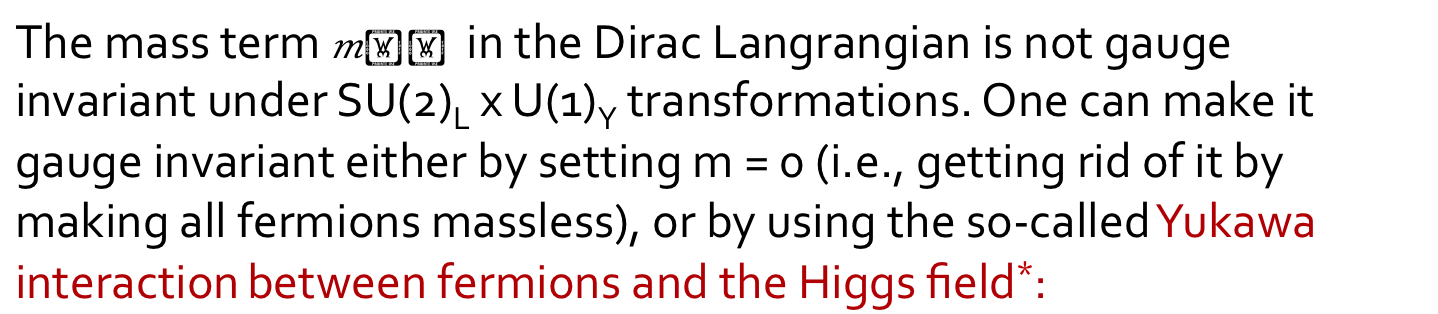 The mass term m in the Dirac Langrangian is not gauge
invariant under SU(2)L x U(1)Y transformations. One can make it
gauge invariant either by setting m = 0 (i.e., getting rid of it by
making all fermions massless), or by using the so-called Yukawa
interaction between fermions and the Higgs field*: